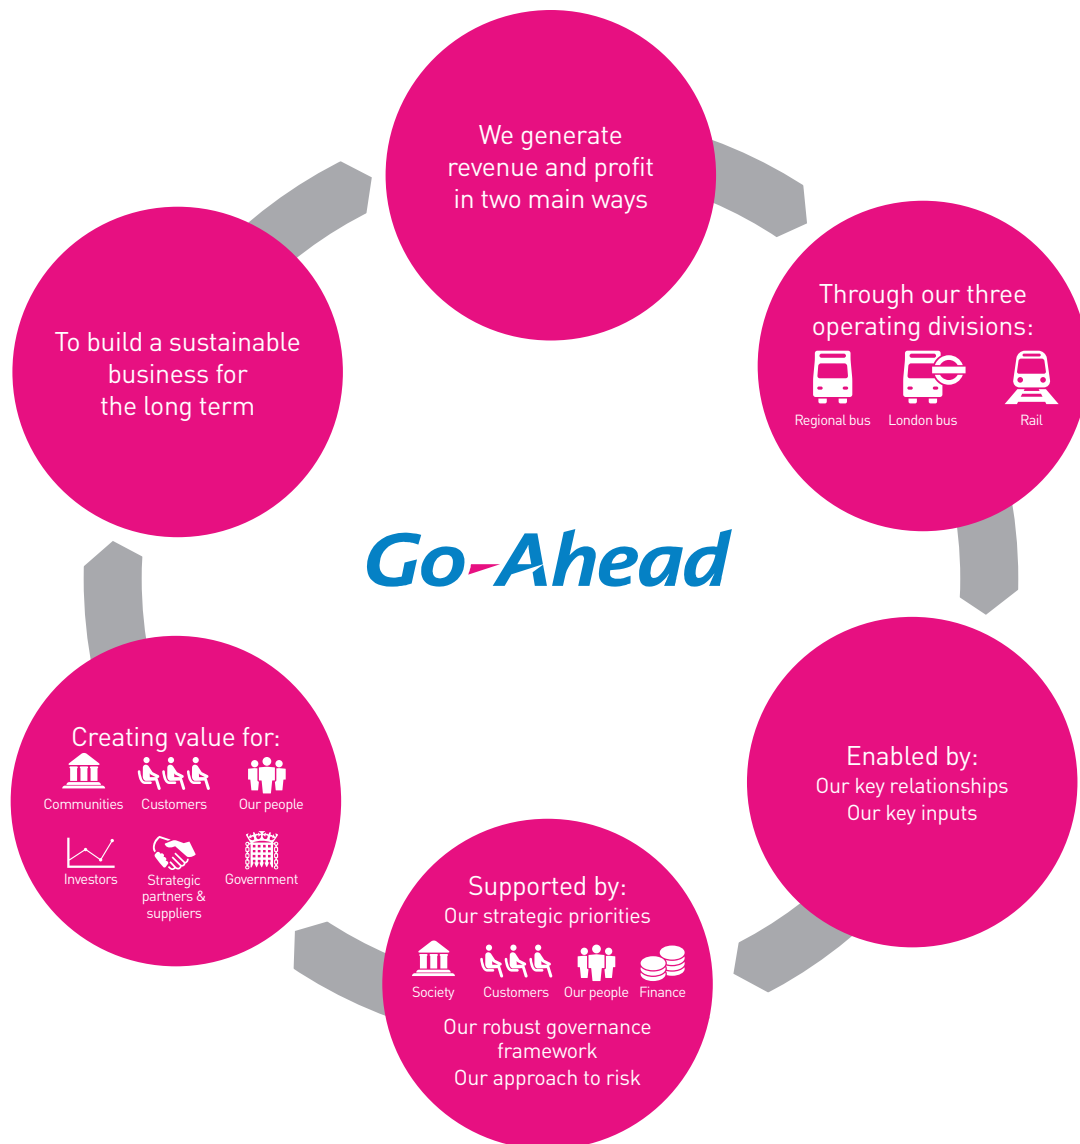 We generate
revenue and profit
in two main ways
Through our three
operating divisions:
Regional bus
London bus
Rail
Enabled by:
Our key relationships
Our key inputs
Supported by:
Our strategic priorities
Society
Customers
Our people
Finance
Our robust governance
framework
Our approach to risk
Creating value for:
Communities
Customers
Our people
Investors
Strategic
partners &
suppliers
Government
To build a sustainable
business for
the long term
Go-Ahead